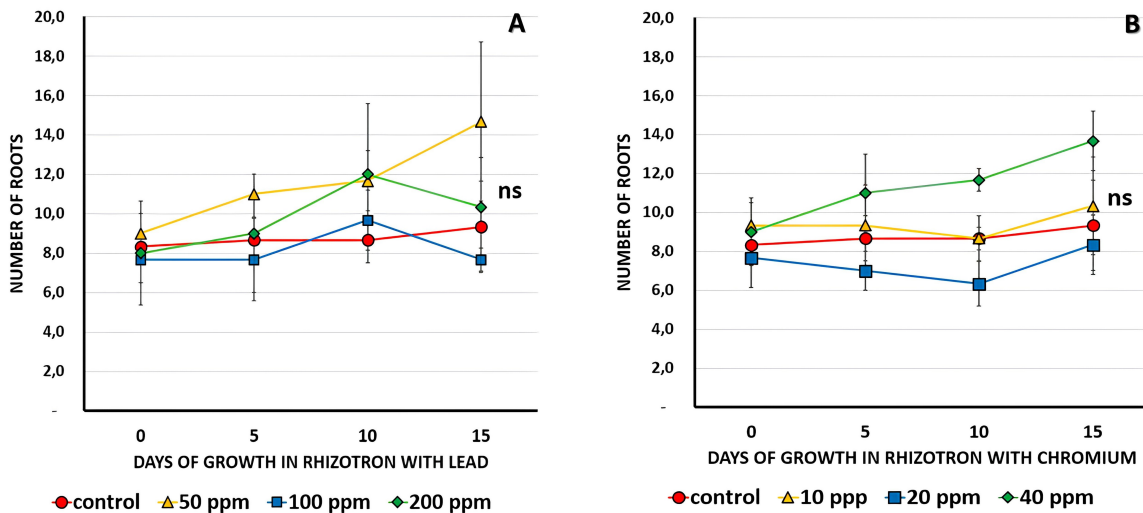 A
20,0
18,0
16,0
14,0
12,0
10,0
8,0
6,0
4,0
2,0
-
NUMBER OF ROOTS
ns
0 5 10 15
DAYS OF GROWTH IN RHIZOTRON WITH LEAD
control 50 ppm 100 ppm 200 ppm
B
20,0
18,0
16,0
14,0
12,0
10,0
8,0
6,0
4,0
2,0
-
NUMBER OF ROOTS
ns
0 5 10 15
DAYS OF GROWTH IN RHIZOTRON WITH CHROMIUM
control 10 ppp 20 ppm 40 ppm